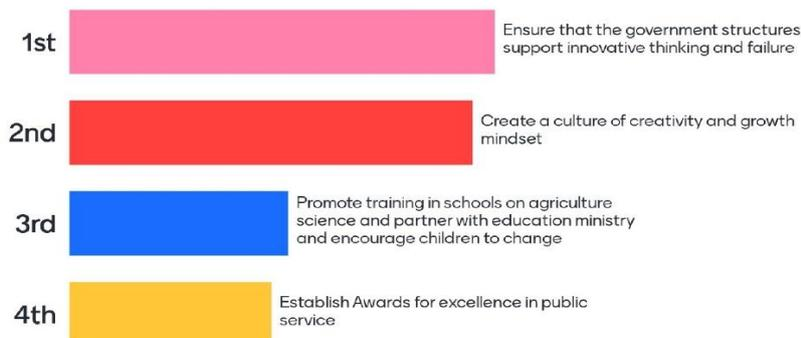 1st
Ensure that the government structures
support innovative thinking and failure
2nd
Create a culture of creativity and growth
mindset
3rd
Promote training in schools on agriculture
science and partner with education ministry
and encourage children to change
4th
Establish Awards for excellence in public
service